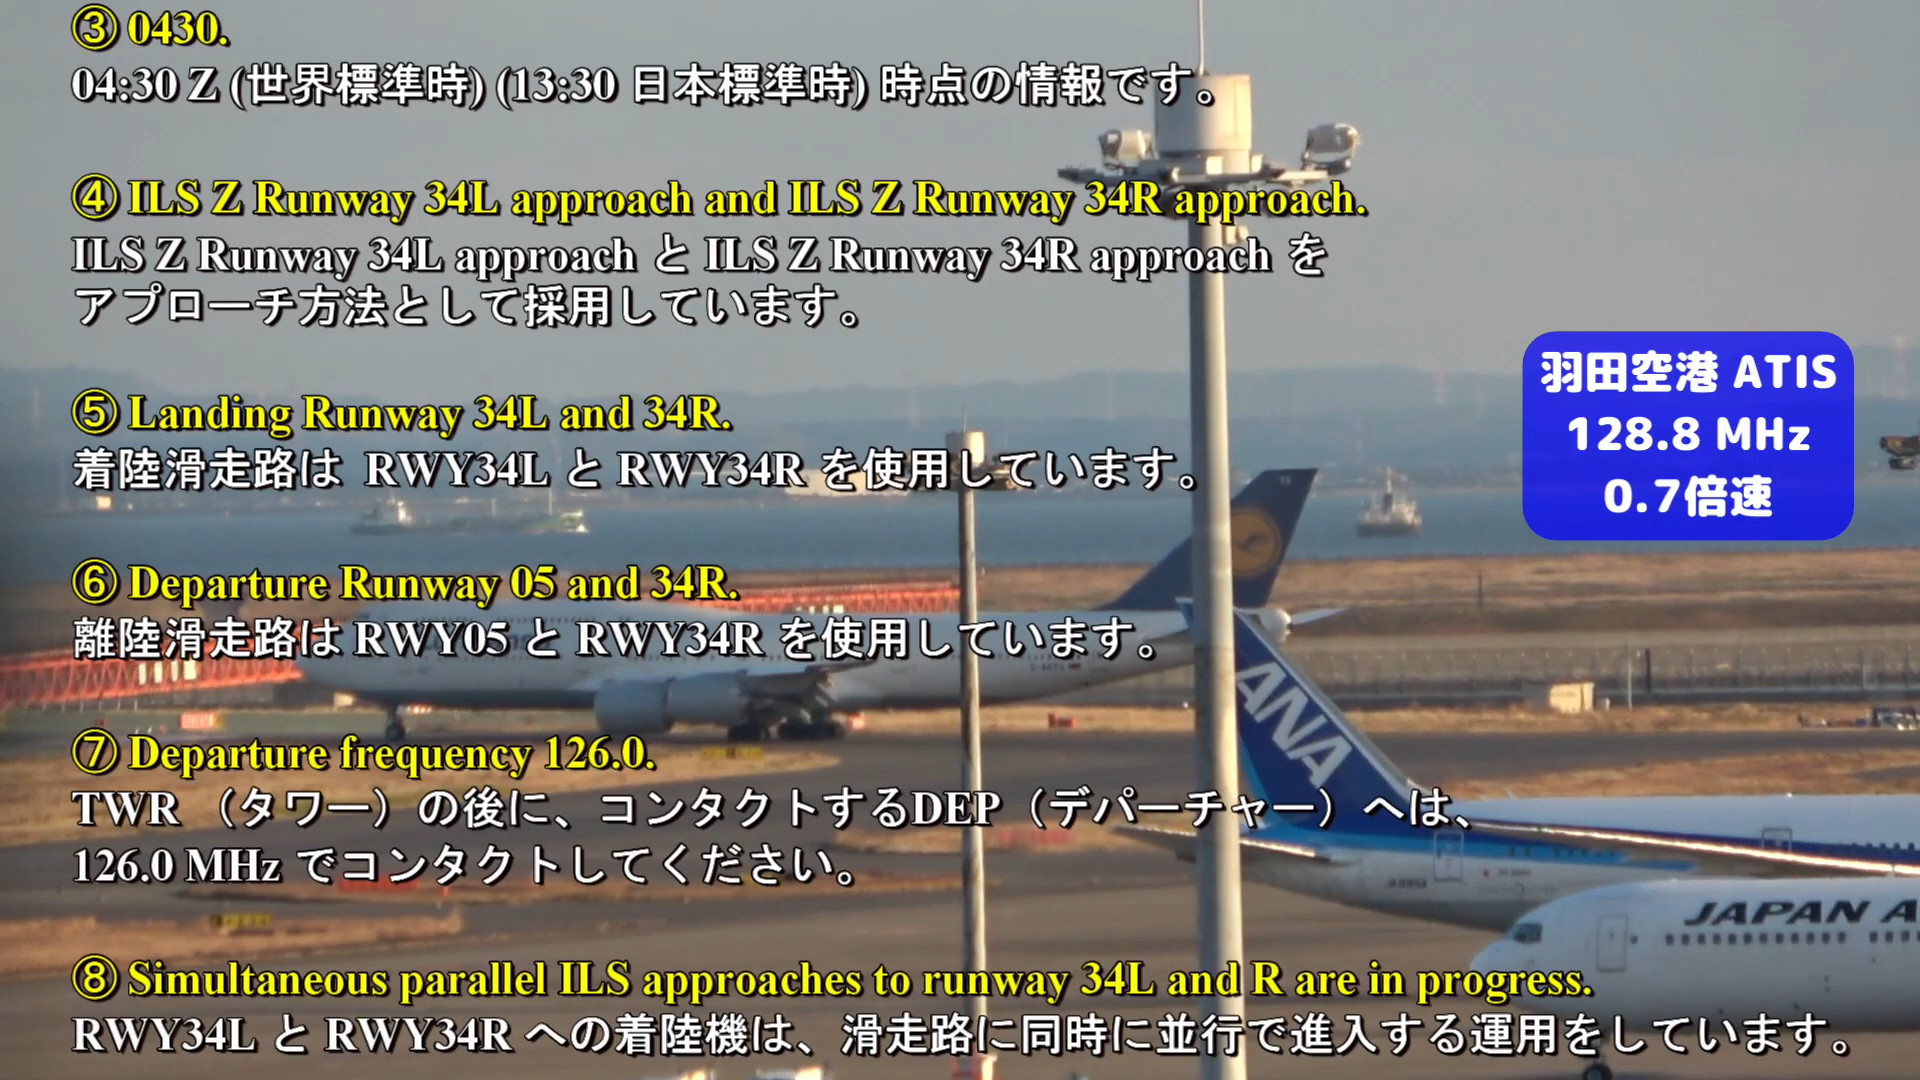 ③ 0430.
04:30 Z (世界標準時) (13:30 日本標準時) 時点の情報です。
④ ILS Z Runway 34L approach and ILS Z Runway 34R approach.
ILS Z Runway 34L approach と ILS Z Runway 34R approach を
アプローチ方法として採用しています。
⑤ Landing Runway 34L and 34R.
着陸滑走路は RWY34L と RWY34R を使用しています。
羽田空港 ATIS
128.8 MHz
0.7倍速
⑥ Departure Runway 05 and 34R.
離陸滑走路は RWY05 と RWY34R を使用しています。
ANA
⑦ Departure frequency 126.0.
TWR （タワー）の後に、コンタクトするDEP（デパーチャー）へは、
126.0 MHz でコンタクトしてください。
JAPAN A
⑧ Simultaneous parallel ILS approaches to runway 34L and R are in progress.
RWY34L と RWY34R への着陸機は、滑走路に同時に並行で進入する運用をしています。